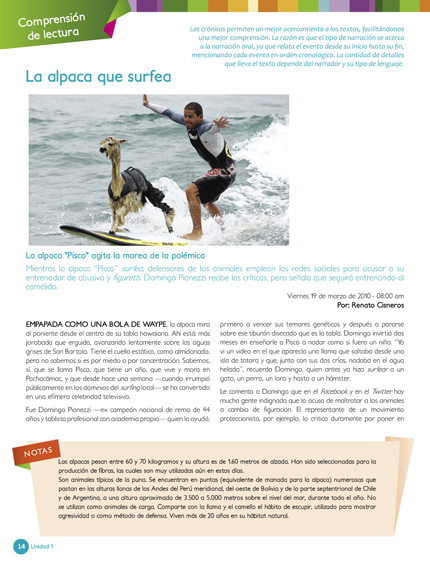 Comprensión
de lectura
Las crónicas permiten un mejor acercamiento a los textos, facilitándonos
una mejor comprensión. La razón es que el tipo de narración se acerca
a la narración oral, ya que relata el evento desde su inicio hasta su fin,
mencionando cada evento en orden cronológico. La cantidad de detalles
que lleva el texto depende del narrador y su tipo de lenguaje.
La alpaca que surfea
La alpaca "Pisco" agita la marea de la polémica
Mientras la alpaca "Pisco" surfea, defensores de los animales emplean las redes sociales para acusar a su
entrenador de abusivo y figuretti. Domingo Pianezzi recibe las críticas, pero señala que seguirá entrenando al
camélido.
Viernes 19 de marzo de 2010 - 08:00 am
Por: Renato Cisneros
EMPAPADA COMO UNA BOLA DE WAYPE, la alpaca mira
al poniente desde el centro de su tabla hawaiana. Ahí está: más
jorobada que erguida, avanzando lentamente sobre las aguas
grises de San Bartolo. Tiene el cuello estático, como almidonado,
pero no sabemos si es por miedo o por concentración. Sabemos,
sí, que se llama Pisco, que tiene un año, que vive y mora en
Pachacámac, y que desde hace una semana —cuando irrumpió
públicamente en los dominios del surfing local— se ha convertido
en una efímera celebridad televisiva.
Fue Domingo Pianezzi —ex campeón nacional de remo de 44
años y tablista profesional con academia propia— quien la ayudó,
primero a vencer sus temores genéticos y después a pararse
sobre ese iburón disecado que es la tabla. Domingo invirtió dos
meses en enseñarle a Pisco a nadar como si fuera un niño. "Yo
vi un video en el que aparecía una llama que saltaba desde una
isla de totora y que, junto con sus dos crías, nadaba en el agua
helada", recuerda Domingo, quien antes ya hizo surfear a un
gato, un perro, un loro y hasta a un hámster.
Le comento a Domingo que en el Facebook y en el Twitter hay
mucha gente indignada que lo acusa de maltratar a los animales
a cambio de figuración. El representante de un movimiento
proteccionista, por ejemplo, lo critica duramente por poner en
NOTAS
Las alpacas pesan entre 60 y 70 kilogramos y su altura es de 1.60 metros de alzada. Han sido seleccionadas para la
producción de fibras, las cuales son muy utilizadas aún en estos días.
Son animales típicos de la puna. Se encuentran en puntas (equivalente de manada para la alpaca) numerosas que
pastan en las alturas llanas de los Andes del Perú meridional, del oeste de Bolivia y de la parte septentrional de Chile
y de Argentina, a una altura aproximada de 3.500 a 5.000 metros sobre el nivel del mar, durante todo el año. No
se utilizan como animales de carga. Comparte con la llama y el camello el hábito de escupir, utilizado para mostrar
agresividad o como método de defensa. Viven más de 20 años en su hábitat natural.
14 Unidad 1